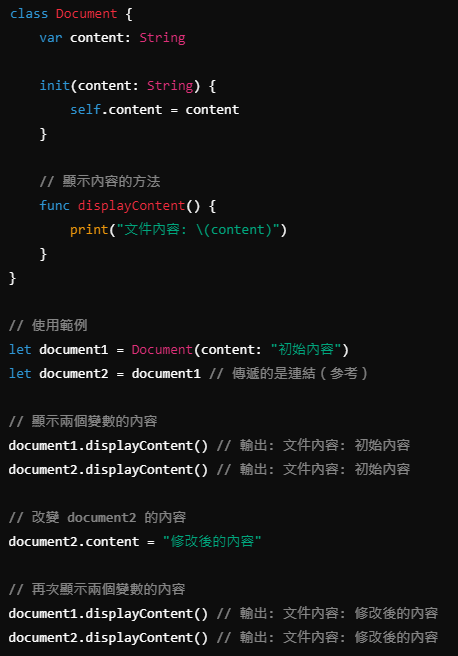 class Document {
    var content: String

    init(content: String) {
        self.content = content
    }

    // 顯示內容的方法
    func displayContent() {
        print("文件內容: \(content)")
    }
}

// 使用範例
let document1 = Document(content: "初始內容")
let document2 = document1 // 傳遞的是連結（參考）

// 顯示兩個變數的內容
document1.displayContent() // 輸出: 文件內容: 初始內容
document2.displayContent() // 輸出: 文件內容: 初始內容

// 改變 document2 的內容
document2.content = "修改後的內容"

// 再次顯示兩個變數的內容
document1.displayContent() // 輸出: 文件內容: 修改後的內容
document2.displayContent() // 輸出: 文件內容: 修改後的內容